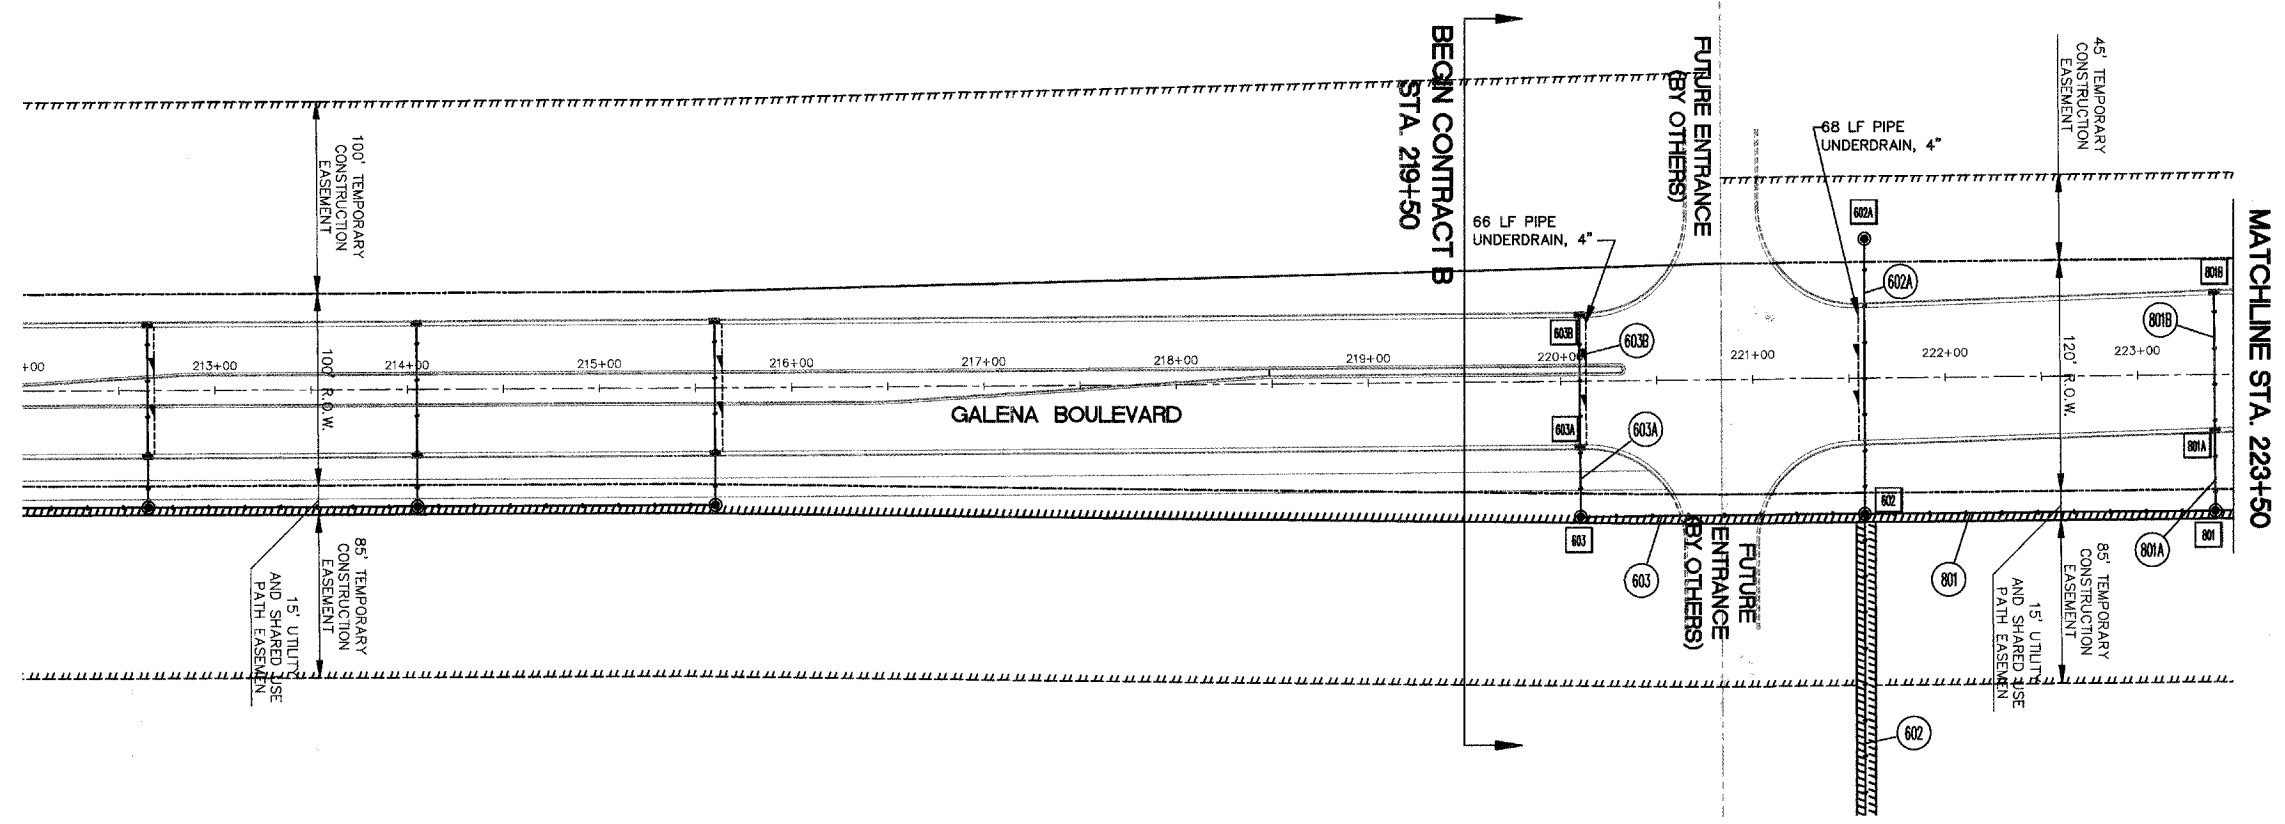 BEGIN CONTRACT B
STA. 219+50
FUTURE ENTRANCE
(BY OTHERS)
45' TEMPORARY
CONSTRUCTION
EASEMENT
68 LF PIPE
UNDERDRAIN, 4"
66 LF PIPE
UNDERDRAIN, 4"
100' TEMPORARY
CONSTRUCTION
EASEMENT
MATCHLINE STA. 223+50
602A
602A
801B
801B
603B
603B
+00
213+00
214+00
215+00
216+00
217+00
218+00
219+00
220+00
221+00
222+00
223+00
100' R.O.W.
120' R.O.W.
GALENA BOULEVARD
603A
603A
801A
602
603
801
603
801
801A
FUTURE
ENTRANCE
(BY OTHERS)
85' TEMPORARY
CONSTRUCTION
EASEMENT
15' UTILITY
AND SHARED USE
PATH EASEMEN
85' TEMPORARY
CONSTRUCTION
EASEMENT
15' UTILITY
AND SHARED USE
PATH EASEMEN
602